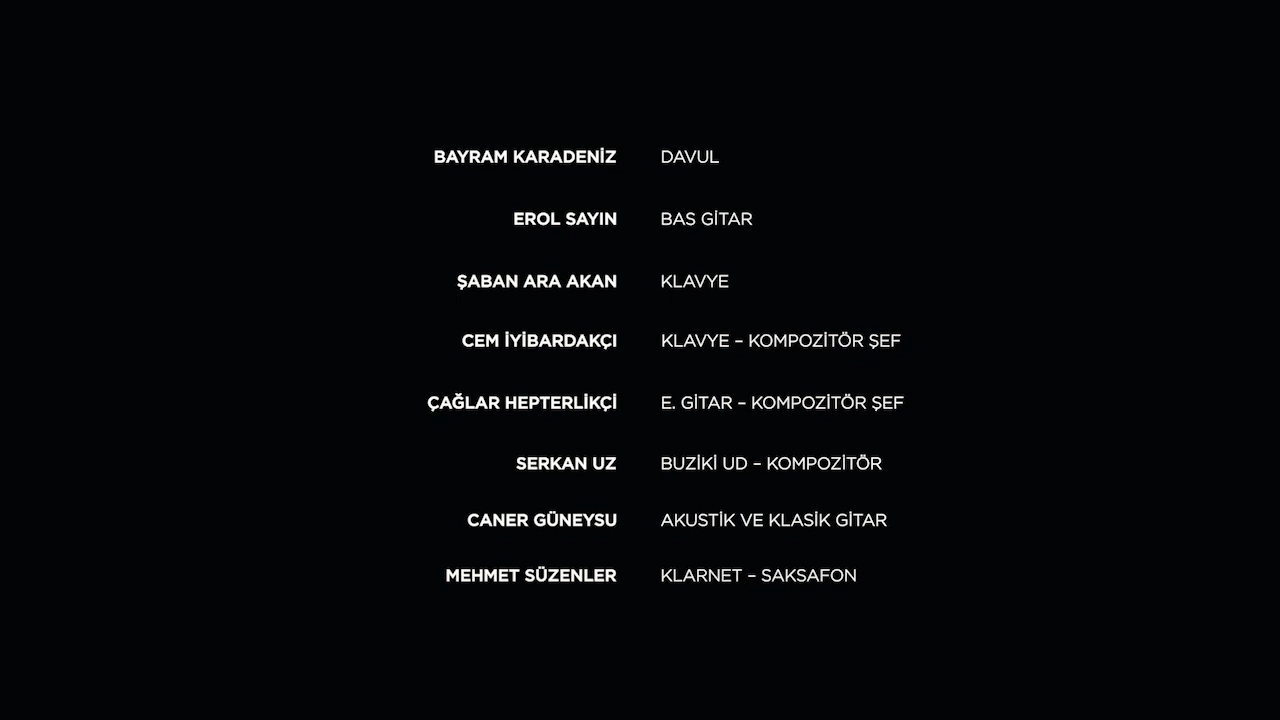 BAYRAM KARADENİZ DAVUL
EROL SAYIN BAS GİTAR
ŞABAN ARA AKAN KLAVYE
CEM İYİBARDAKÇI KLAVYE – KOMPOZİTÖR ŞEF
ÇAĞLAR HEPTERLİKÇİ E. GİTAR – KOMPOZİTÖR ŞEF
SERKAN UZ BUZİKİ UD – KOMPOZİTÖR
CANER GÜNEYSU AKUSTİK VE KLASİK GİTAR
MEHMET SÜZENLER KLARNET – SAKSAFON